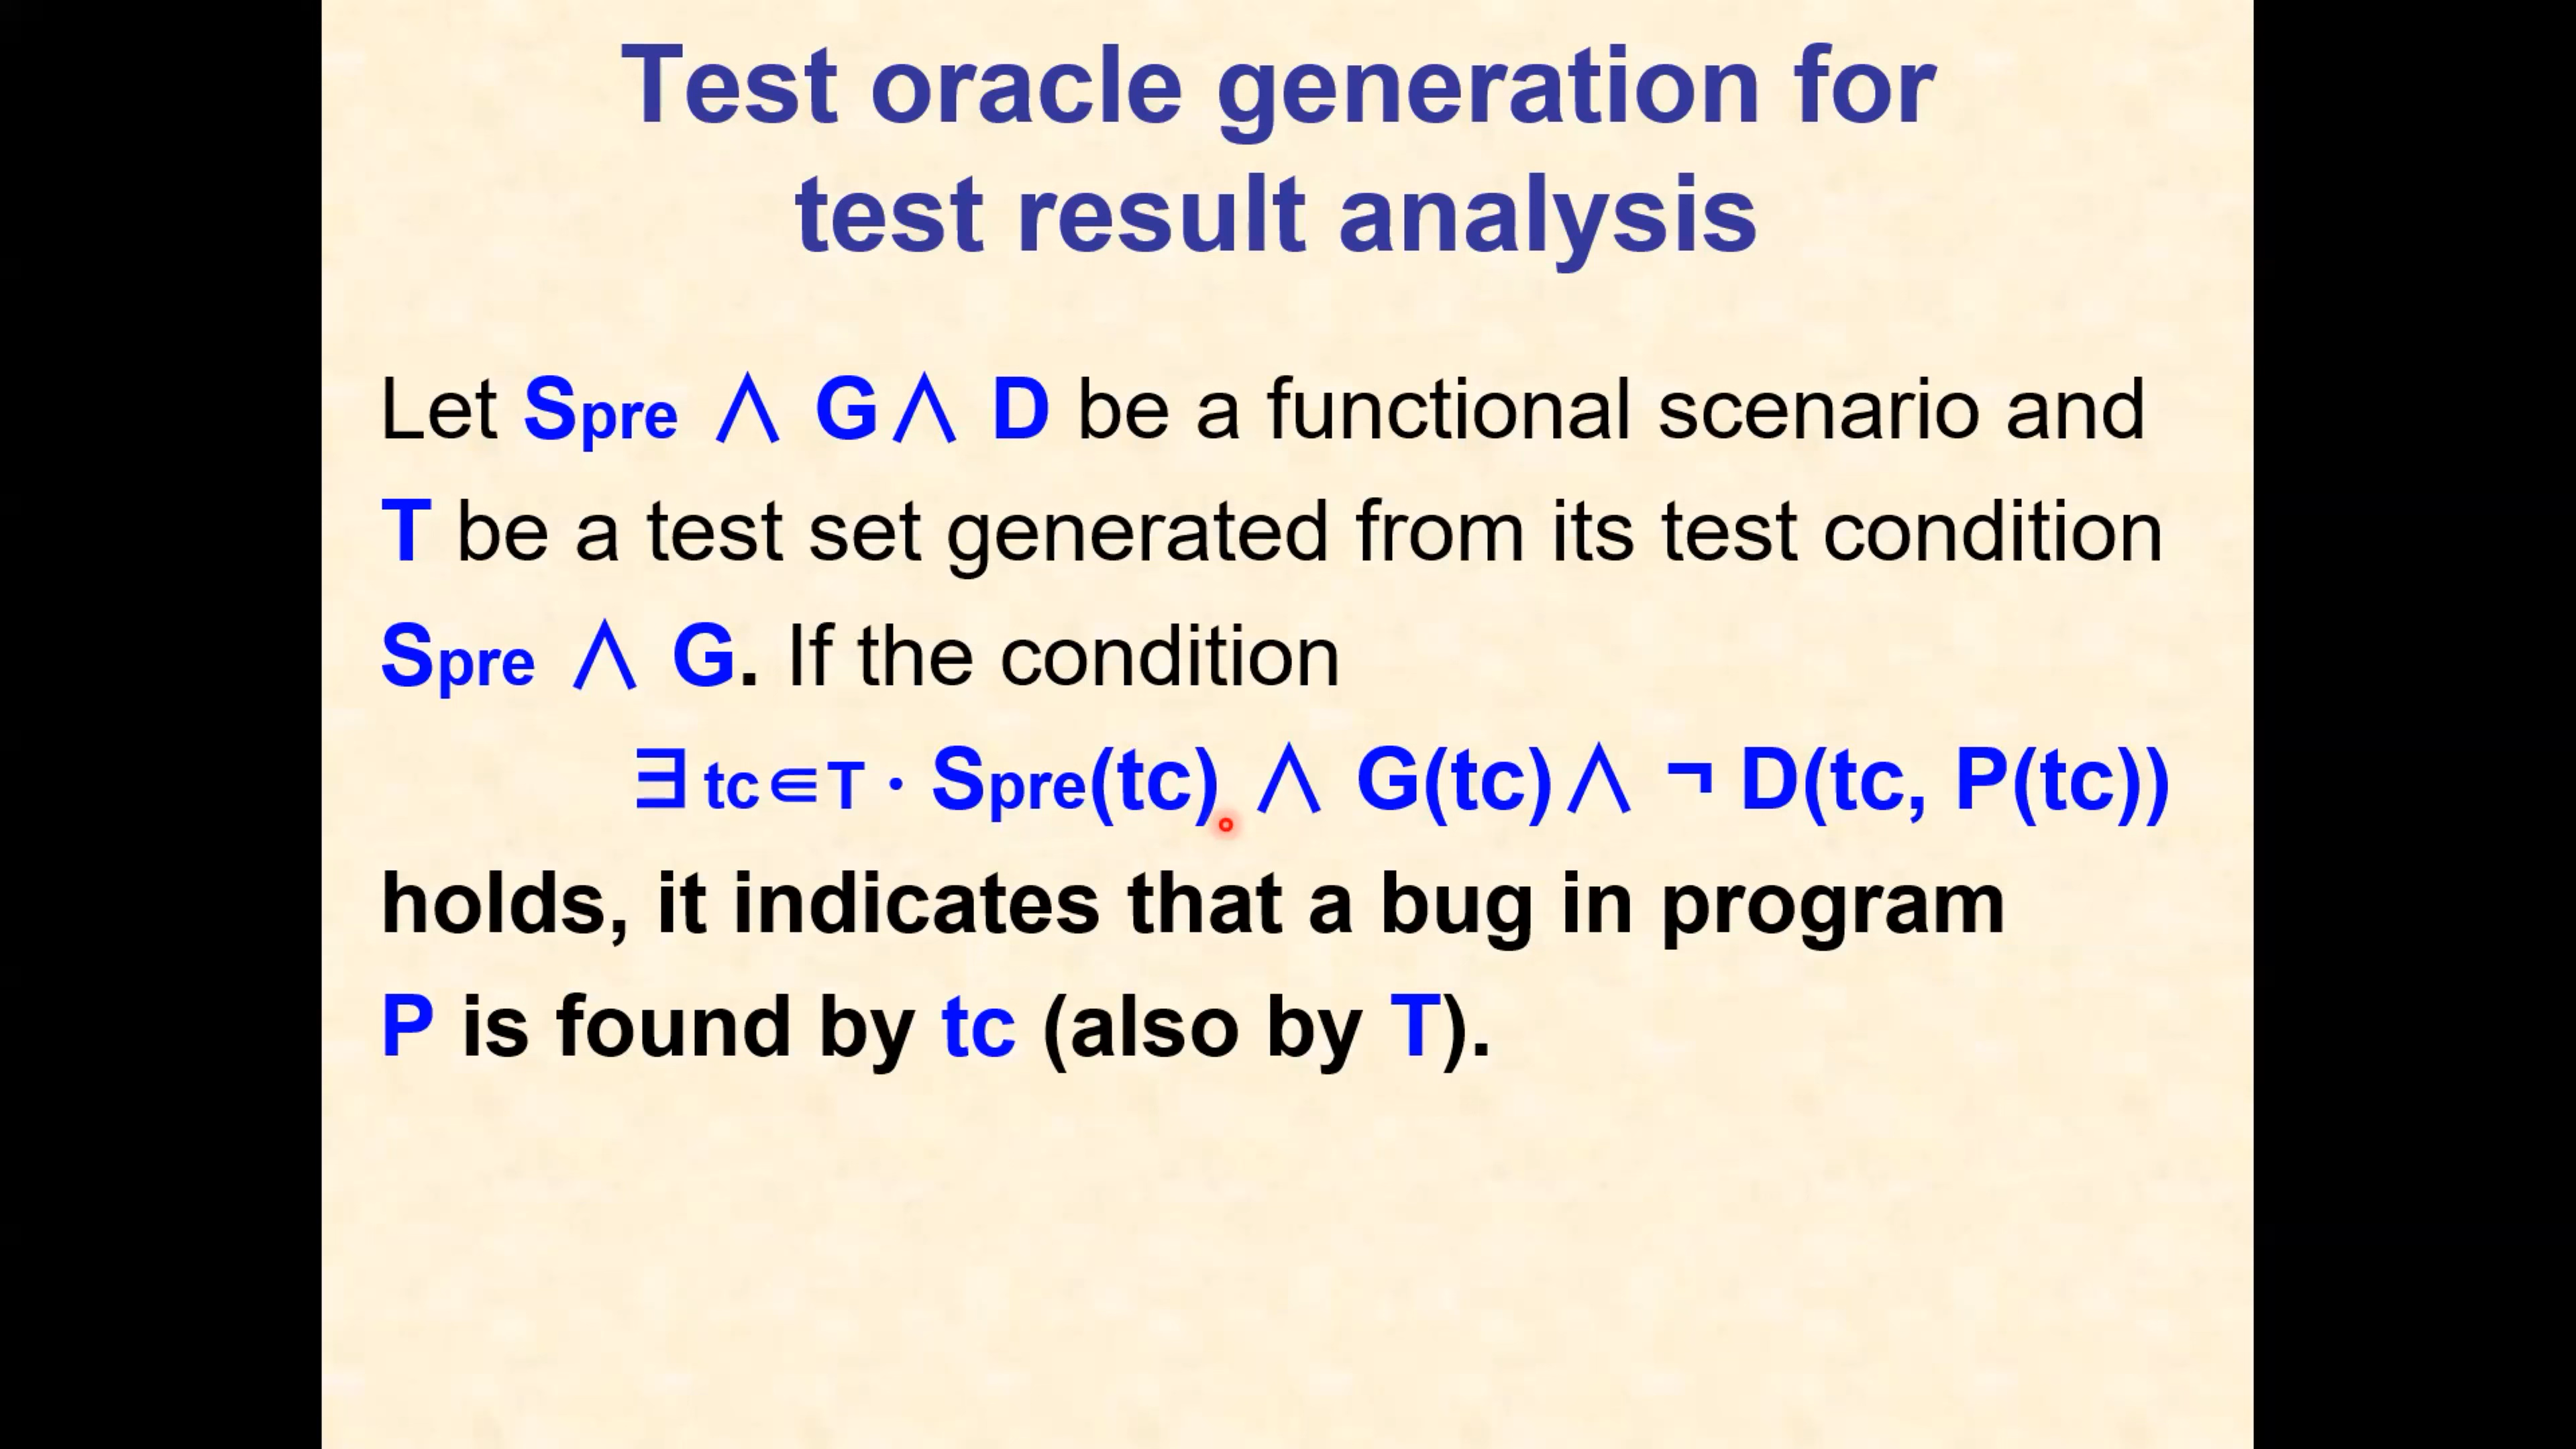 Test oracle generation for
test result analysis
Let Spre ∧ G∧ D be a functional scenario and
T be a test set generated from its test condition
Spre ∧ G. If the condition
∃ tc∈T · Spre(tc) ∧ G(tc)∧ ¬ D(tc, P(tc))
holds, it indicates that a bug in program
P is found by tc (also by T).